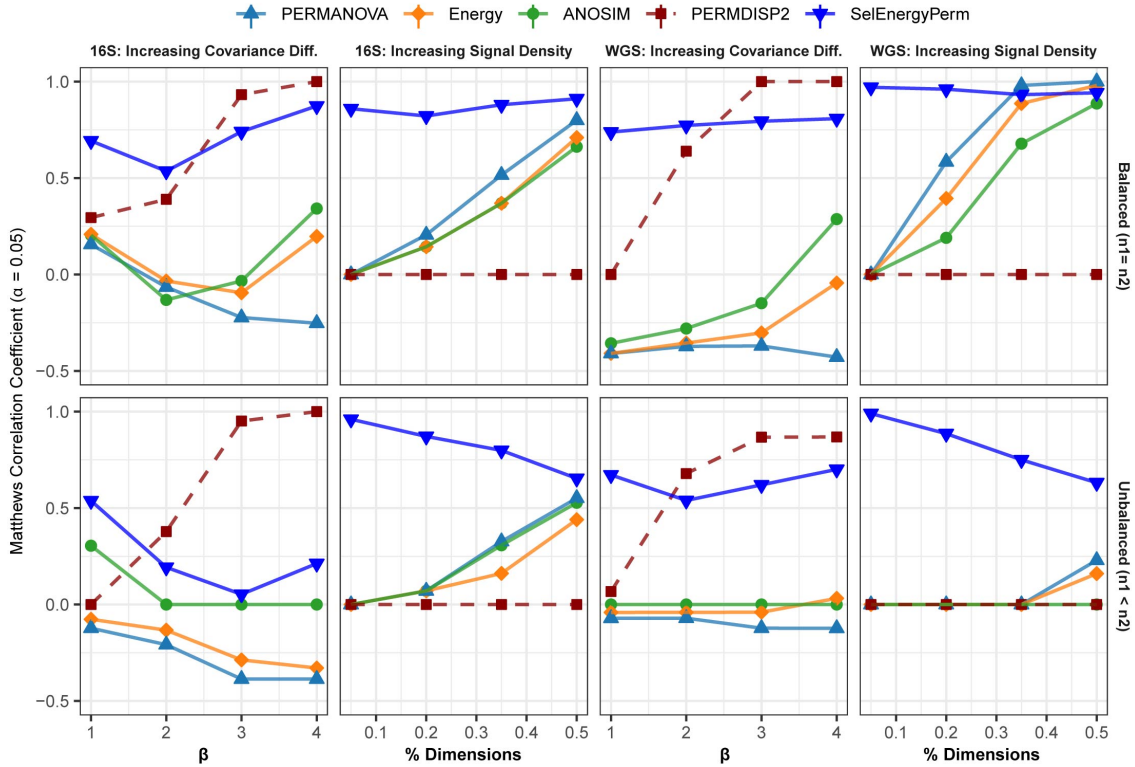 PERMANOVA Energy ANOSIM PERMDISP2 SelEnergyPerm
16S: Increasing Covariance Diff. 16S: Increasing Signal Density WGS: Increasing Covariance Diff. WGS: Increasing Signal Density
Matthews Correlation Coefficient (α = 0.05)
1.0
0.5
0.0
−0.5
Balanced (n1= n2)
1.0
0.5
0.0
−0.5
Unbalanced (n1 < n2)
1 2 3 4 0.1 0.2 0.3 0.4 0.5 1 2 3 4 0.1 0.2 0.3 0.4 0.5
β % Dimensions β % Dimensions